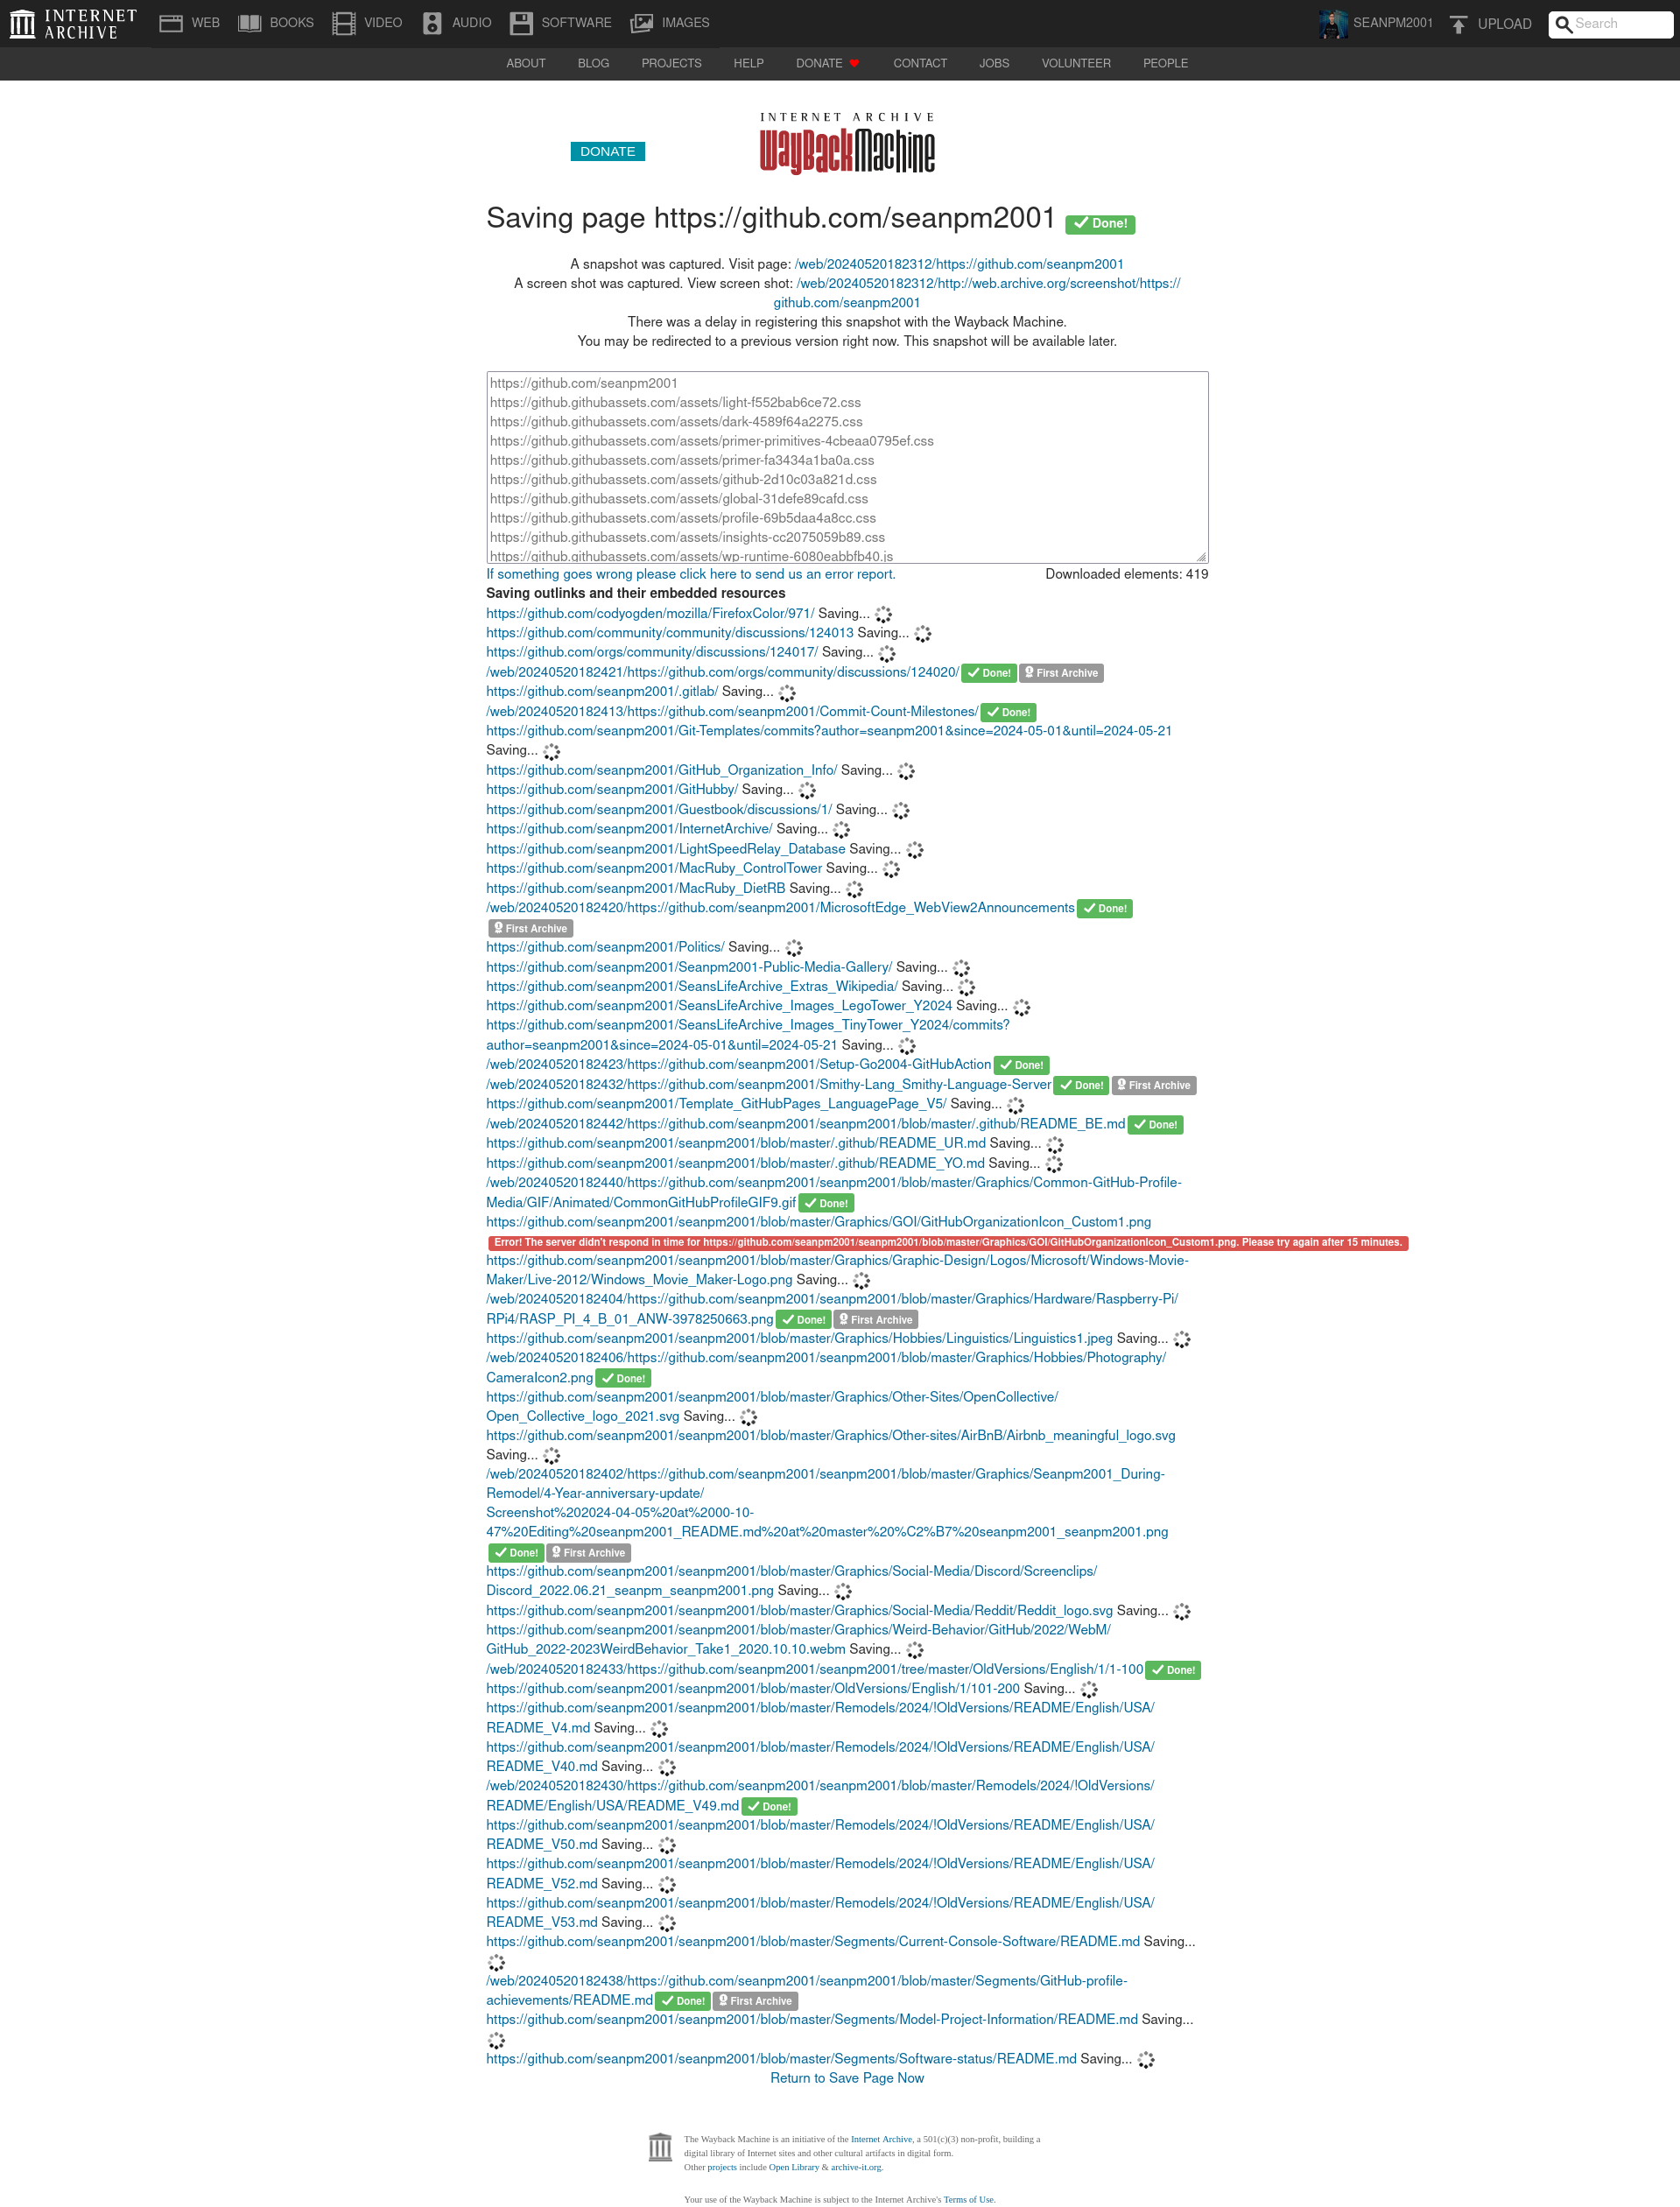 INTERNET ARCHIVE WEB BOOKS VIDEO AUDIO SOFTWARE IMAGES SEANPM2001 UPLOAD Search
ABOUT BLOG PROJECTS HELP DONATE CONTACT JOBS VOLUNTEER PEOPLE
INTERNET ARCHIVE
WayBackMachine
DONATE
Saving page https://github.com/seanpm2001 Done!
A snapshot was captured. Visit page: /web/20240520182312/https://github.com/seanpm2001
A screen shot was captured. View screen shot: /web/20240520182312/http://web.archive.org/screenshot/https://
github.com/seanpm2001
There was a delay in registering this snapshot with the Wayback Machine.
You may be redirected to a previous version right now. This snapshot will be available later.
https://github.com/seanpm2001
https://github.githubassets.com/assets/light-f552bab6ce72.css
https://github.githubassets.com/assets/dark-4589f64a2275.css
https://github.githubassets.com/assets/primer-primitives-4cbeaa0795ef.css
https://github.githubassets.com/assets/primer-fa3434a1ba0a.css
https://github.githubassets.com/assets/github-2d10c03a821d.css
https://github.githubassets.com/assets/global-31defe89cafd.css
https://github.githubassets.com/assets/profile-69b5daa4a8cc.css
https://github.githubassets.com/assets/insights-cc2075059b89.css
https://github.githubassets.com/assets/wp-runtime-6080eabbfb40.js
If something goes wrong please click here to send us an error report. Downloaded elements: 419
Saving outlinks and their embedded resources
https://github.com/codyogden/mozilla/FirefoxColor/971/ Saving...
https://github.com/community/community/discussions/124013 Saving...
https://github.com/orgs/community/discussions/124017/ Saving...
/web/20240520182421/https://github.com/orgs/community/discussions/124020/ Done! First Archive
https://github.com/seanpm2001/.gitlab/ Saving...
/web/20240520182413/https://github.com/seanpm2001/Commit-Count-Milestones/ Done!
https://github.com/seanpm2001/Git-Templates/commits?author=seanpm2001&since=2024-05-01&until=2024-05-21
Saving...
https://github.com/seanpm2001/GitHub_Organization_Info/ Saving...
https://github.com/seanpm2001/GitHubby/ Saving...
https://github.com/seanpm2001/Guestbook/discussions/1/ Saving...
https://github.com/seanpm2001/InternetArchive/ Saving...
https://github.com/seanpm2001/LightSpeedRelay_Database Saving...
https://github.com/seanpm2001/MacRuby_ControlTower Saving...
https://github.com/seanpm2001/MacRuby_DietRB Saving...
/web/20240520182420/https://github.com/seanpm2001/MicrosoftEdge_WebView2Announcements Done!
First Archive
https://github.com/seanpm2001/Politics/ Saving...
https://github.com/seanpm2001/Seanpm2001-Public-Media-Gallery/ Saving...
https://github.com/seanpm2001/SeansLifeArchive_Extras_Wikipedia/ Saving...
https://github.com/seanpm2001/SeansLifeArchive_Images_LegoTower_Y2024 Saving...
https://github.com/seanpm2001/SeansLifeArchive_Images_TinyTower_Y2024/commits?
author=seanpm2001&since=2024-05-01&until=2024-05-21 Saving...
/web/20240520182423/https://github.com/seanpm2001/Setup-Go2004-GitHubAction Done!
/web/20240520182432/https://github.com/seanpm2001/Smithy-Lang_Smithy-Language-Server Done! First Archive
https://github.com/seanpm2001/Template_GitHubPages_LanguagePage_V5/ Saving...
/web/20240520182442/https://github.com/seanpm2001/seanpm2001/blob/master/.github/README_BE.md Done!
https://github.com/seanpm2001/seanpm2001/blob/master/.github/README_UR.md Saving...
https://github.com/seanpm2001/seanpm2001/blob/master/.github/README_YO.md Saving...
/web/20240520182440/https://github.com/seanpm2001/seanpm2001/blob/master/Graphics/Common-GitHub-Profile-
Media/GIF/Animated/CommonGitHubProfileGIF9.gif Done!
https://github.com/seanpm2001/seanpm2001/blob/master/Graphics/GOI/GitHubOrganizationIcon_Custom1.png
Error! The server didn't respond in time for https://github.com/seanpm2001/seanpm2001/blob/master/Graphics/GOI/GitHubOrganizationIcon_Custom1.png. Please try again after 15 minutes.
https://github.com/seanpm2001/seanpm2001/blob/master/Graphics/Graphic-Design/Logos/Microsoft/Windows-Movie-
Maker/Live-2012/Windows_Movie_Maker-Logo.png Saving...
/web/20240520182404/https://github.com/seanpm2001/seanpm2001/blob/master/Graphics/Hardware/Raspberry-Pi/
RPi4/RASP_PI_4_B_01_ANW-3978250663.png Done! First Archive
https://github.com/seanpm2001/seanpm2001/blob/master/Graphics/Hobbies/Linguistics/Linguistics1.jpeg Saving...
/web/20240520182406/https://github.com/seanpm2001/seanpm2001/blob/master/Graphics/Hobbies/Photography/
CameraIcon2.png Done!
https://github.com/seanpm2001/seanpm2001/blob/master/Graphics/Other-Sites/OpenCollective/
Open_Collective_logo_2021.svg Saving...
https://github.com/seanpm2001/seanpm2001/blob/master/Graphics/Other-sites/AirBnB/Airbnb_meaningful_logo.svg
Saving...
/web/20240520182402/https://github.com/seanpm2001/seanpm2001/blob/master/Graphics/Seanpm2001_During-
Remodel/4-Year-anniversary-update/
Screenshot%202024-04-05%20at%2000-10-
47%20Editing%20seanpm2001_README.md%20at%20master%20%C2%B7%20seanpm2001_seanpm2001.png
Done! First Archive
https://github.com/seanpm2001/seanpm2001/blob/master/Graphics/Social-Media/Discord/Screenclips/
Discord_2022.06.21_seanpm_seanpm2001.png Saving...
https://github.com/seanpm2001/seanpm2001/blob/master/Graphics/Social-Media/Reddit/Reddit_logo.svg Saving...
https://github.com/seanpm2001/seanpm2001/blob/master/Graphics/Weird-Behavior/GitHub/2022/WebM/
GitHub_2022-2023WeirdBehavior_Take1_2020.10.10.webm Saving...
/web/20240520182433/https://github.com/seanpm2001/seanpm2001/tree/master/OldVersions/English/1/1-100 Done!
https://github.com/seanpm2001/seanpm2001/blob/master/OldVersions/English/1/101-200 Saving...
https://github.com/seanpm2001/seanpm2001/blob/master/Remodels/2024/!OldVersions/README/English/USA/
README_V4.md Saving...
https://github.com/seanpm2001/seanpm2001/blob/master/Remodels/2024/!OldVersions/README/English/USA/
README_V40.md Saving...
/web/20240520182430/https://github.com/seanpm2001/seanpm2001/blob/master/Remodels/2024/!OldVersions/
README/English/USA/README_V49.md Done!
https://github.com/seanpm2001/seanpm2001/blob/master/Remodels/2024/!OldVersions/README/English/USA/
README_V50.md Saving...
https://github.com/seanpm2001/seanpm2001/blob/master/Remodels/2024/!OldVersions/README/English/USA/
README_V52.md Saving...
https://github.com/seanpm2001/seanpm2001/blob/master/Remodels/2024/!OldVersions/README/English/USA/
README_V53.md Saving...
https://github.com/seanpm2001/seanpm2001/blob/master/Segments/Current-Console-Software/README.md Saving...
/web/20240520182438/https://github.com/seanpm2001/seanpm2001/blob/master/Segments/GitHub-profile-
achievements/README.md Done! First Archive
https://github.com/seanpm2001/seanpm2001/blob/master/Segments/Model-Project-Information/README.md Saving...
https://github.com/seanpm2001/seanpm2001/blob/master/Segments/Software-status/README.md Saving...
Return to Save Page Now
The Wayback Machine is an initiative of the Internet Archive, a 501(c)(3) non-profit, building a
digital library of Internet sites and other cultural artifacts in digital form.
Other projects include Open Library & archive-it.org.
Your use of the Wayback Machine is subject to the Internet Archive's Terms of Use.